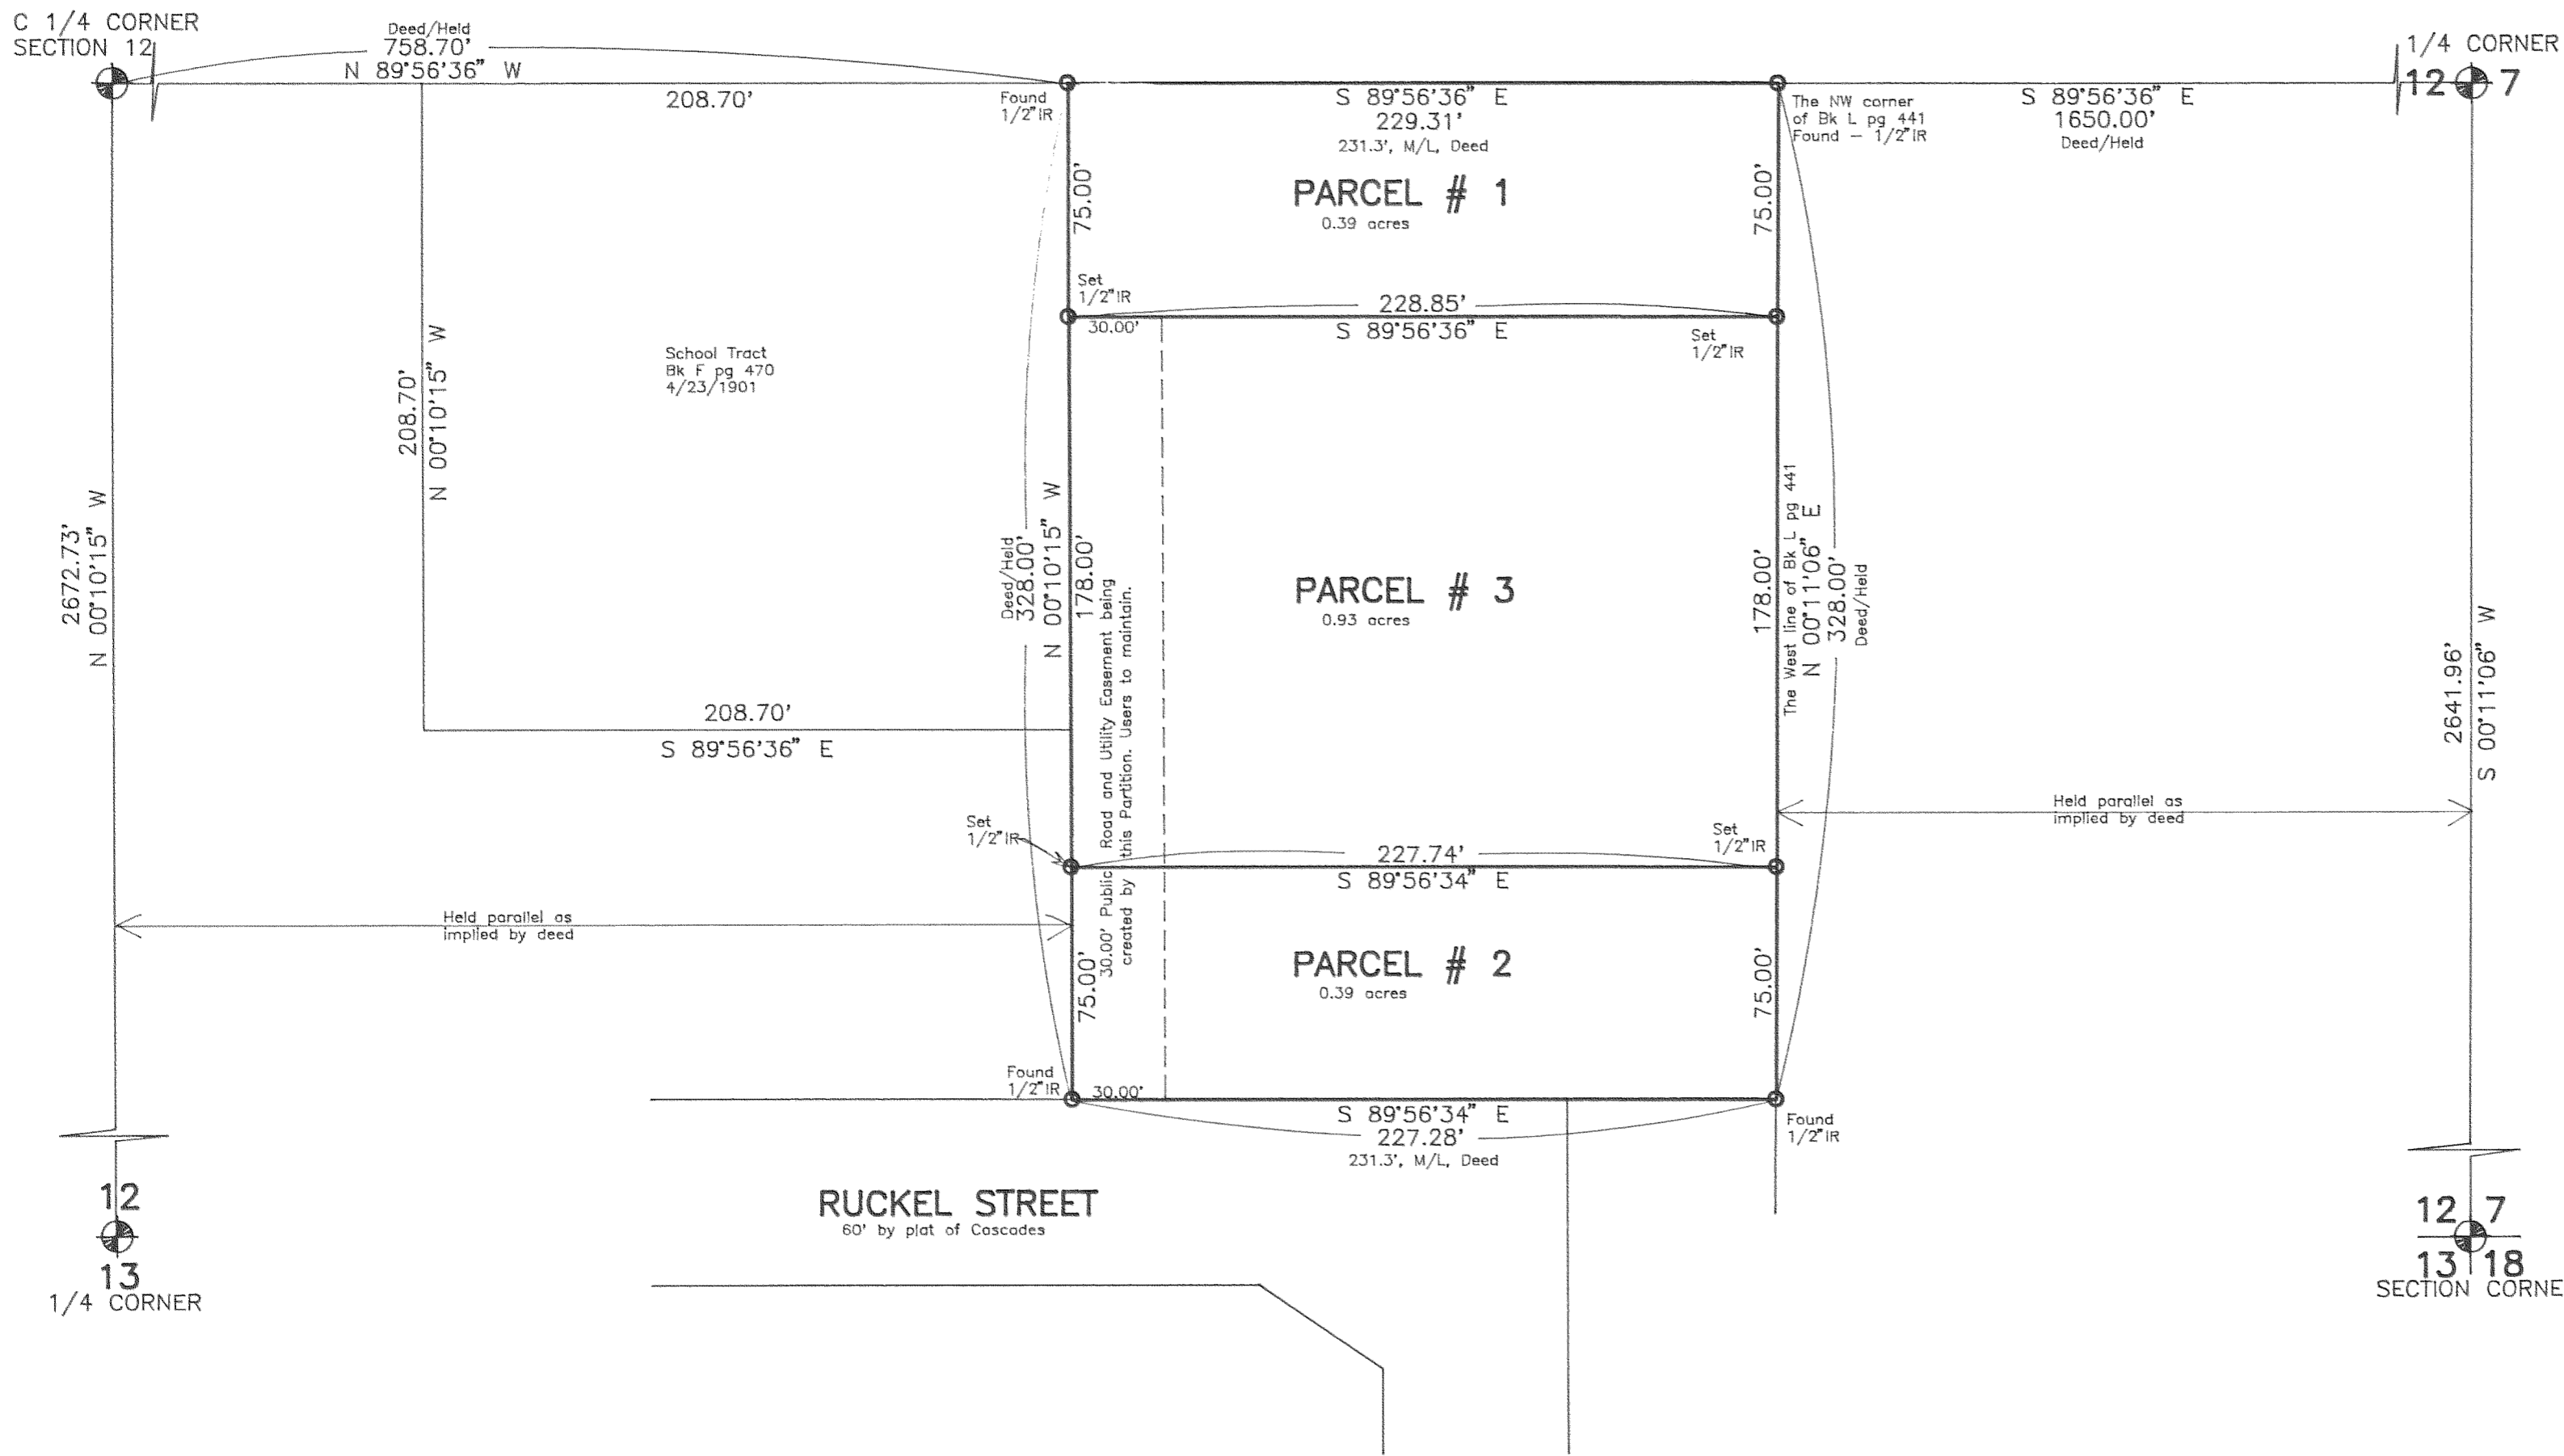 C 1/4 CORNER
SECTION 12
Deed/Held
758.70'
N 89°56'36" W
208.70'
Found
1/2"IR
S 89°56'36" E
229.31'
231.3', M/L, Deed
The NW corner
of Bk L pg 441
Found - 1/2"IR
S 89°56'36" E
1650.00'
Deed/Held
1/4 CORNER
12 7
PARCEL # 1
0.39 acres
75.00'
75.00'
Set
1/2"IR
228.85'
S 89°56'36" E
30.00'
Set
1/2"IR
School Tract
Bk F pg 470
4/23/1901
208.70'
N 00°10'15" W
2672.73'
N 00°10'15" W
Deed/Held
328.00'
N 00°10'15" W
178.00'
30.00' Public Road and Utility Easement being
created by this Partition. Users to maintain.
PARCEL # 3
0.93 acres
178.00'
The West line of Bk L pg 441
N 00°11'06" E
328.00'
Deed/Held
2641.96'
S 00°11'06" W
208.70'
S 89°56'36" E
Held parallel as
implied by deed
Set
1/2"IR
227.74'
S 89°56'34" E
Set
1/2"IR
Held parallel as
implied by deed
75.00'
PARCEL # 2
0.39 acres
75.00'
Found
1/2"IR
30.00'
S 89°56'34" E
227.28'
231.3', M/L, Deed
Found
1/2"IR
RUCKEL STREET
60' by plat of Cascades
12
13
1/4 CORNER
12 7
13 18
SECTION CORNE